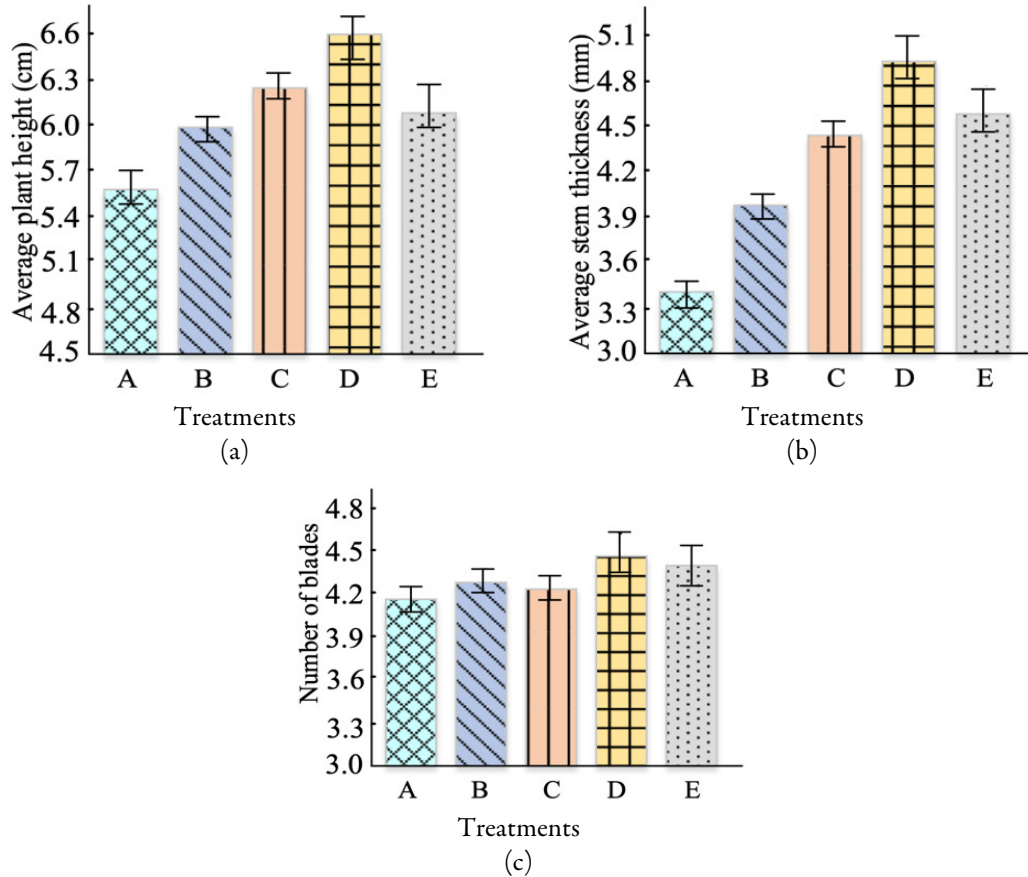 Average plant height (cm)
6.6
6.3
6.0
5.7
5.4
5.1
4.8
4.5
A B C D E
Treatments
(a)
Average stem thickness (mm)
5.1
4.8
4.5
4.2
3.9
3.6
3.3
3.0
A B C D E
Treatments
(b)
Number of blades
4.8
4.5
4.2
3.9
3.6
3.3
3.0
A B C D E
Treatments
(c)